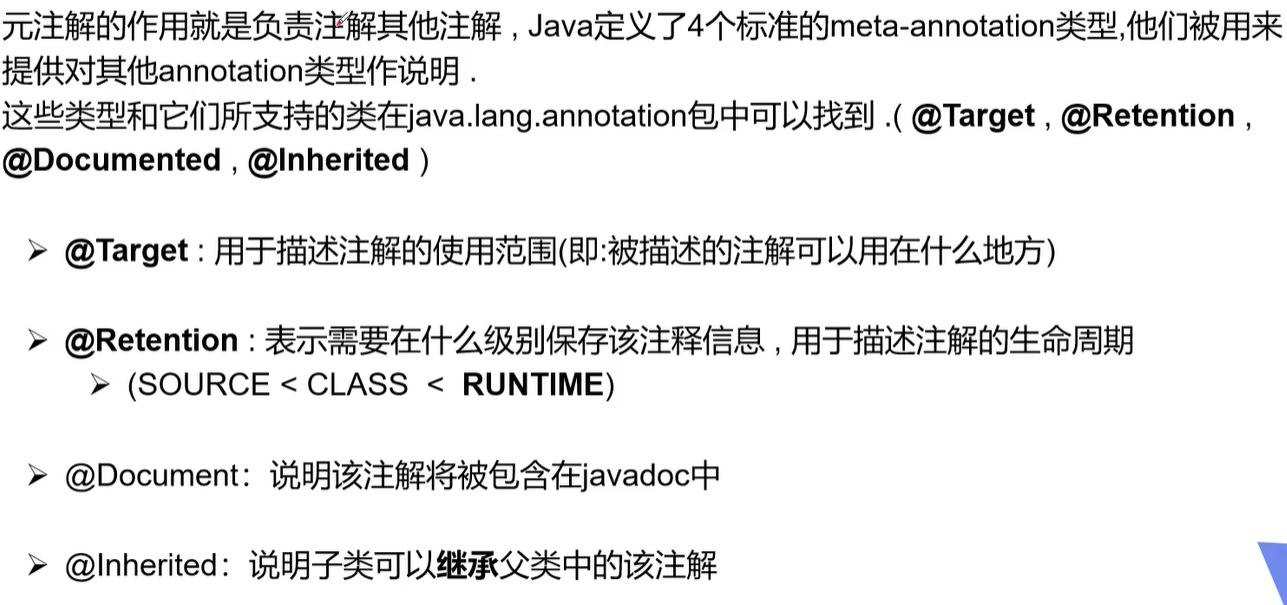 元注解的作用就是负责注解其他注解 , Java定义了4个标准的meta-annotation类型,他们被用来
提供对其他annotation类型作说明 .
这些类型和它们所支持的类在java.lang.annotation包中可以找到 .( @Target , @Retention ,
@Documented , @Inherited )
➢ @Target : 用于描述注解的使用范围(即:被描述的注解可以用在什么地方)
➢ @Retention : 表示需要在什么级别保存该注释信息 , 用于描述注解的生命周期
➢ (SOURCE < CLASS < RUNTIME)
➢ @Document：说明该注解将被包含在javadoc中
➢ @Inherited：说明子类可以继承父类中的该注解